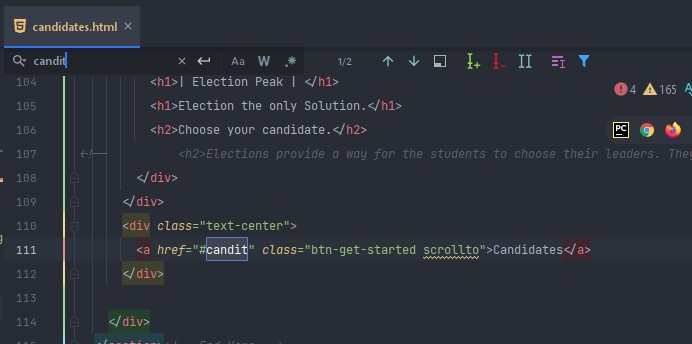 candidates.html ×
candit × ↵ Aa W .* 1/2
4 165
104 <h1>| Election Peak | </h1>
105 <h1>Election the only Solution.</h1>
106 <h2>Choose your candidate.</h2>
107 <!-- <h2>Elections provide a way for the students to choose their leaders. They
108 </div>
109 </div>
110 <div class="text-center">
111 <a href="#candit" class="btn-get-started scrollto">Candidates</a>
112 </div>
113
114 </div>
PC